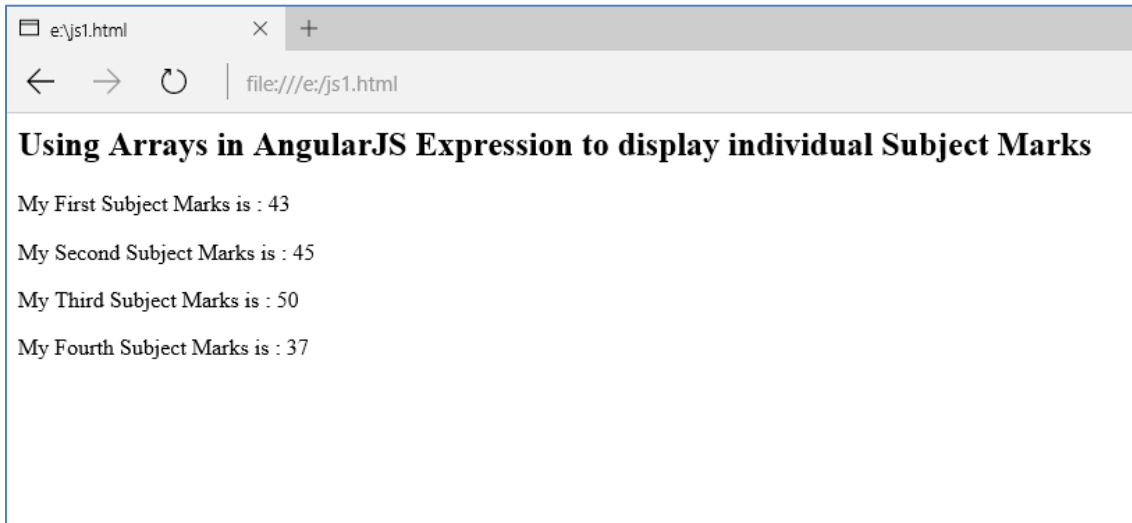 e:\js1.html
file:///e:/js1.html
Using Arrays in AngularJS Expression to display individual Subject Marks
My First Subject Marks is : 43
My Second Subject Marks is : 45
My Third Subject Marks is : 50
My Fourth Subject Marks is : 37